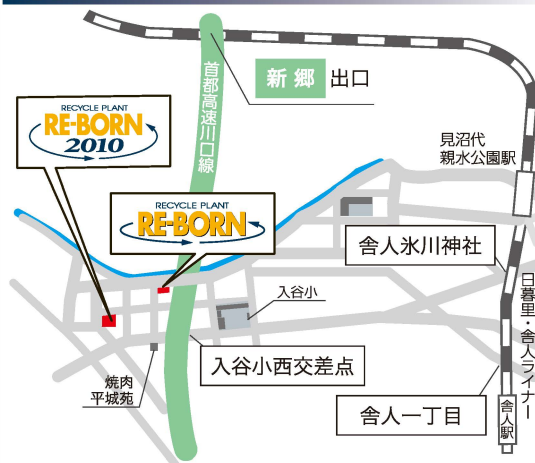 新郷 出口
首都高速川口線
RECYCLE PLANT
RE-BORN
2010
見沼代
親水公園駅
RECYCLE PLANT
RE-BORN
舎人氷川神社
入谷小
日暮里・舎人ライナー
入谷小西交差点
焼肉
平城苑
舎人一丁目
舎人駅